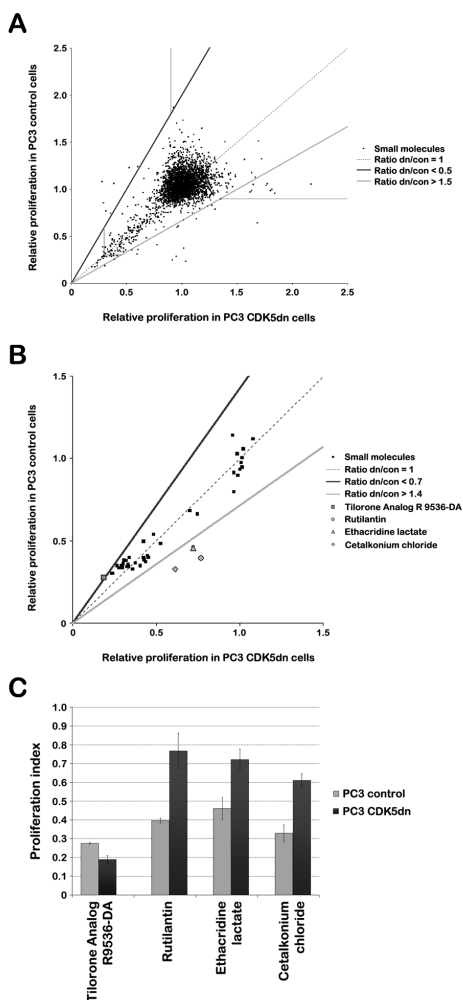 A
Relative proliferation in PC3 control cells
2.5
2.0
1.5
1.0
0.5
0
0
0.5
1.0
1.5
2.0
2.5
Relative proliferation in PC3 CDK5dn cells
Small molecules
Ratio dn/con = 1
Ratio dn/con < 0.5
Ratio dn/con > 1.5
B
Relative proliferation in PC3 control cells
1.5
1.0
0.5
0
0
0.5
1.0
1.5
Relative proliferation in PC3 CDK5dn cells
Small molecules
Ratio dn/con = 1
Ratio dn/con < 0.7
Ratio dn/con > 1.4
Tilorone Analog R 9536-DA
Rutilantin
Ethacridine lactate
Cetalkonium chloride
C
Proliferation index
1.0
0.9
0.8
0.7
0.6
0.5
0.4
0.3
0.2
0.1
0
Tilorone Analog
R9536-DA
Rutilantin
Ethacridine
lactate
Cetalkonium
chloride
PC3 control
PC3 CDK5dn